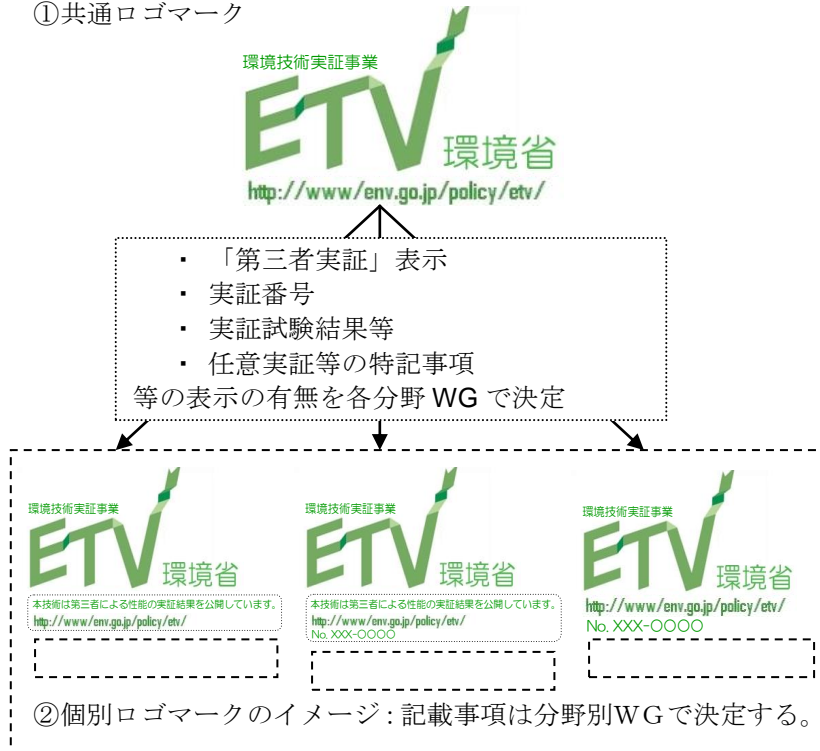 ①共通ロゴマーク
環境技術実証事業
ETV
環境省
http://www/env.go.jp/policy/etv/
・ 「第三者実証」表示
・ 実証番号
・ 実証試験結果等
・ 任意実証等の特記事項
等の表示の有無を各分野 WG で決定
環境技術実証事業
ETV
環境省
本技術は第三者による性能の実証結果を公開しています。
http://www/env.go.jp/policy/etv/
環境技術実証事業
ETV
環境省
本技術は第三者による性能の実証結果を公開しています。
http://www/env.go.jp/policy/etv/
No. XXX-〇〇〇〇
環境技術実証事業
ETV
環境省
http://www/env.go.jp/policy/etv/
No. XXX-〇〇〇〇
②個別ロゴマークのイメージ：記載事項は分野別ＷＧで決定する。